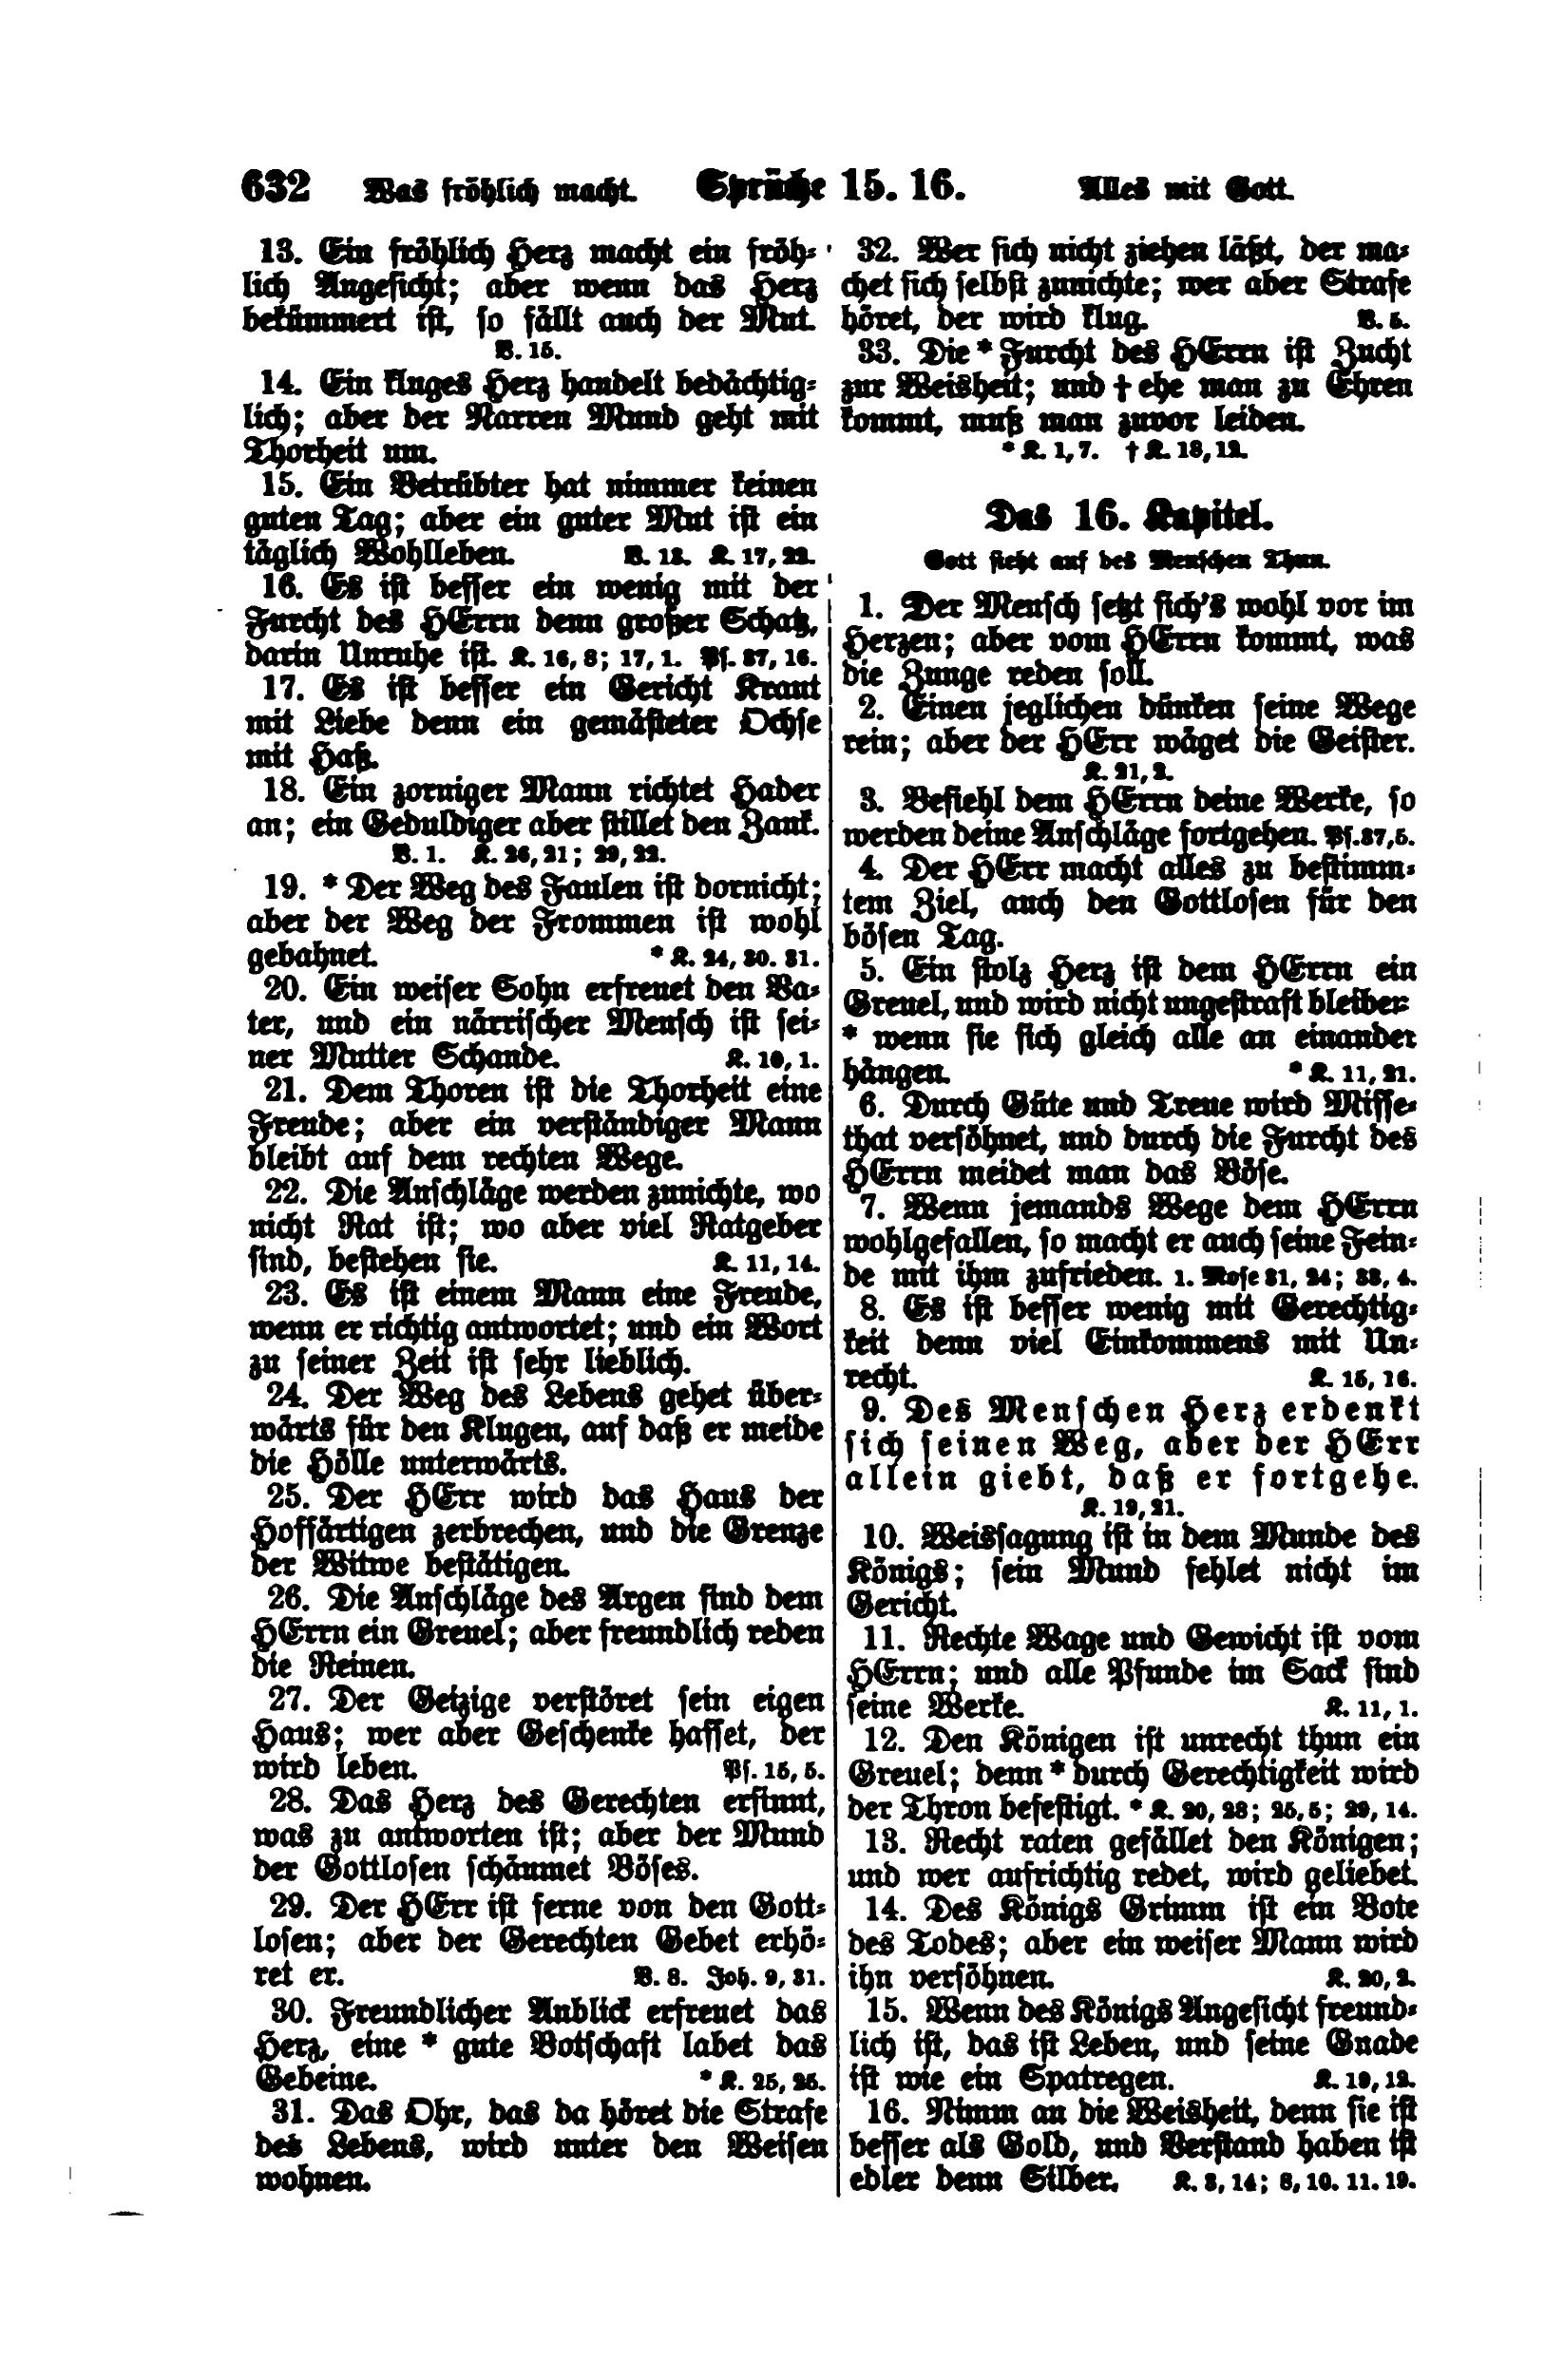 632 Was fröhlich macht. Sprüche 15. 16. Alles mit Gott.
13. Ein fröhlich Herz macht ein fröh-
lich Angesicht; aber wenn das Herz
bekümmert ist, so fällt auch der Mut.
V. 15.
14. Ein kluges Herz handelt bedächtig-
lich; aber der Narren Mund geht mit
Thorheit um.
15. Ein Betrübter hat nimmer keinen
guten Tag; aber ein guter Mut ist ein
täglich Wohlleben. V. 13. K. 17, 22.
16. Es ist besser ein wenig mit der
Furcht des HErrn denn großer Schatz,
darin Unruhe ist. K. 16, 8; 17, 1. Ps. 37, 16.
17. Es ist besser ein Gericht Kraut
mit Liebe denn ein gemästeter Ochse
mit Haß.
18. Ein zorniger Mann richtet Hader
an; ein Geduldiger aber stillet den Zank.
V. 1. K. 26, 21; 29, 22.
19. * Der Weg des Faulen ist dornicht;
aber der Weg der Frommen ist wohl
gebahnet. * K. 24, 30. 31.
20. Ein weiser Sohn erfreuet den Va-
ter, und ein närrischer Mensch ist sei-
ner Mutter Schande. K. 10, 1.
21. Dem Thoren ist die Thorheit eine
Freude; aber ein verständiger Mann
bleibt auf dem rechten Wege.
22. Die Anschläge werden zunichte, wo
nicht Rat ist; wo aber viel Ratgeber
sind, bestehen sie. K. 11, 14.
23. Es ist einem Mann eine Freude,
wenn er richtig antwortet; und ein Wort
zu seiner Zeit ist sehr lieblich.
24. Der Weg des Lebens gehet über-
wärts für den Klugen, auf daß er meide
die Hölle unterwärts.
25. Der HErr wird das Haus der
Hoffärtigen zerbrechen, und die Grenze
der Witwe bestätigen.
26. Die Anschläge des Argen sind dem
HErrn ein Greuel; aber freundlich reden
die Reinen.
27. Der Geizige verstöret sein eigen
Haus; wer aber Geschenke hasset, der
wird leben. Ps. 15, 5.
28. Das Herz des Gerechten ersinnt,
was zu antworten ist; aber der Mund
der Gottlosen schäumet Böses.
29. Der HErr ist ferne von den Gott-
losen; aber der Gerechten Gebet erhö-
ret er. V. 8. Joh. 9, 31.
30. Freundlicher Anblick erfreuet das
Herz, eine * gute Botschaft labet das
Gebeine. * K. 25, 25.
31. Das Ohr, das da höret die Strafe
des Lebens, wird unter den Weisen
wohnen.
32. Wer sich nicht ziehen läßt, der ma-
chet sich selbst zunichte; wer aber Strafe
höret, der wird klug. V. 5.
33. Die * Furcht des HErrn ist Zucht
zur Weisheit; und † ehe man zu Ehren
kommt, muß man zuvor leiden.
* K. 1, 7. † K. 18, 12.
Das 16. Kapitel.
Gott sieht auf des Menschen Thun.
1. Der Mensch setzt sich's wohl vor im
Herzen; aber vom HErrn kommt, was
die Zunge reden soll.
2. Einen jeglichen dünken seine Wege
rein; aber der HErr wäget die Geister.
K. 21, 2.
3. Befiehl dem HErrn deine Werke, so
werden deine Anschläge fortgehen. Ps. 37, 5.
4. Der HErr macht alles zu bestimm-
tem Ziel, auch den Gottlosen für den
bösen Tag.
5. Ein stolz Herz ist dem HErrn ein
Greuel, und wird nicht ungestraft bleiben
* wenn sie sich gleich alle an einander
hängen. * K. 11, 21.
6. Durch Güte und Treue wird Misse-
that versöhnet, und durch die Furcht des
HErrn meidet man das Böse.
7. Wenn jemands Wege dem HErrn
wohlgefallen, so macht er auch seine Fein-
de mit ihm zufrieden. 1. Mose 31, 24; 33, 4.
8. Es ist besser wenig mit Gerechtig-
keit denn viel Einkommens mit Un-
recht. K. 15, 16.
9. Des Menschen Herz erdenkt
sich seinen Weg, aber der HErr
allein giebt, daß er fortgehe.
K. 19, 21.
10. Weissagung ist in dem Munde des
Königs; sein Mund fehlet nicht im
Gericht.
11. Rechte Wage und Gewicht ist vom
HErrn; und alle Pfunde im Sack sind
seine Werke. K. 11, 1.
12. Den Königen ist unrecht thun ein
Greuel; denn * durch Gerechtigkeit wird
der Thron befestigt. * K. 20, 28; 25, 5; 29, 14.
13. Recht raten gefället den Königen;
und wer aufrichtig redet, wird geliebet.
14. Des Königs Grimm ist ein Bote
des Todes; aber ein weiser Mann wird
ihn versöhnen. K. 20, 2.
15. Wenn des Königs Angesicht freund-
lich ist, das ist Leben, und seine Gnade
ist wie ein Spatregen. K. 19, 12.
16. Nimm an die Weisheit, denn sie ist
besser als Gold, und Verstand haben ist
edler denn Silber. K. 3, 14; 8, 10. 11. 19.